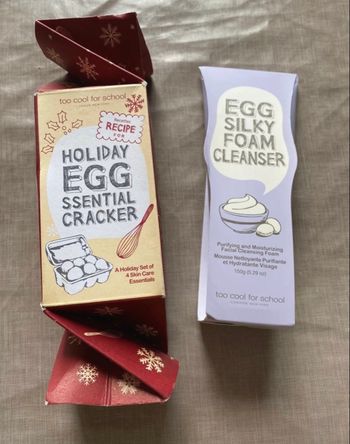 too cool for school
Recettes
RECIPE
FOR
HOLIDAY
EGG
SSENTIAL
CRACKER
A Holiday Set of
4 Skin Care
Essentials
EGG
SILKY
FOAM
CLEANSER
Purifying and Moisturizing
Facial Cleansing Foam
Mousse Nettoyante Purifiante
et Hydratante Visage
150g (5.29 oz)
too cool for school